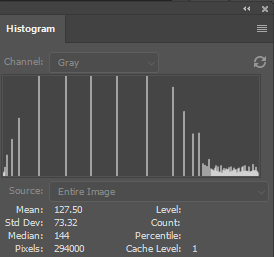 Histogram
Channel: Gray
Source: Entire Image
Mean: 127.50 Level:
Std Dev: 73.32 Count:
Median: 144 Percentile:
Pixels: 294000 Cache Level: 1